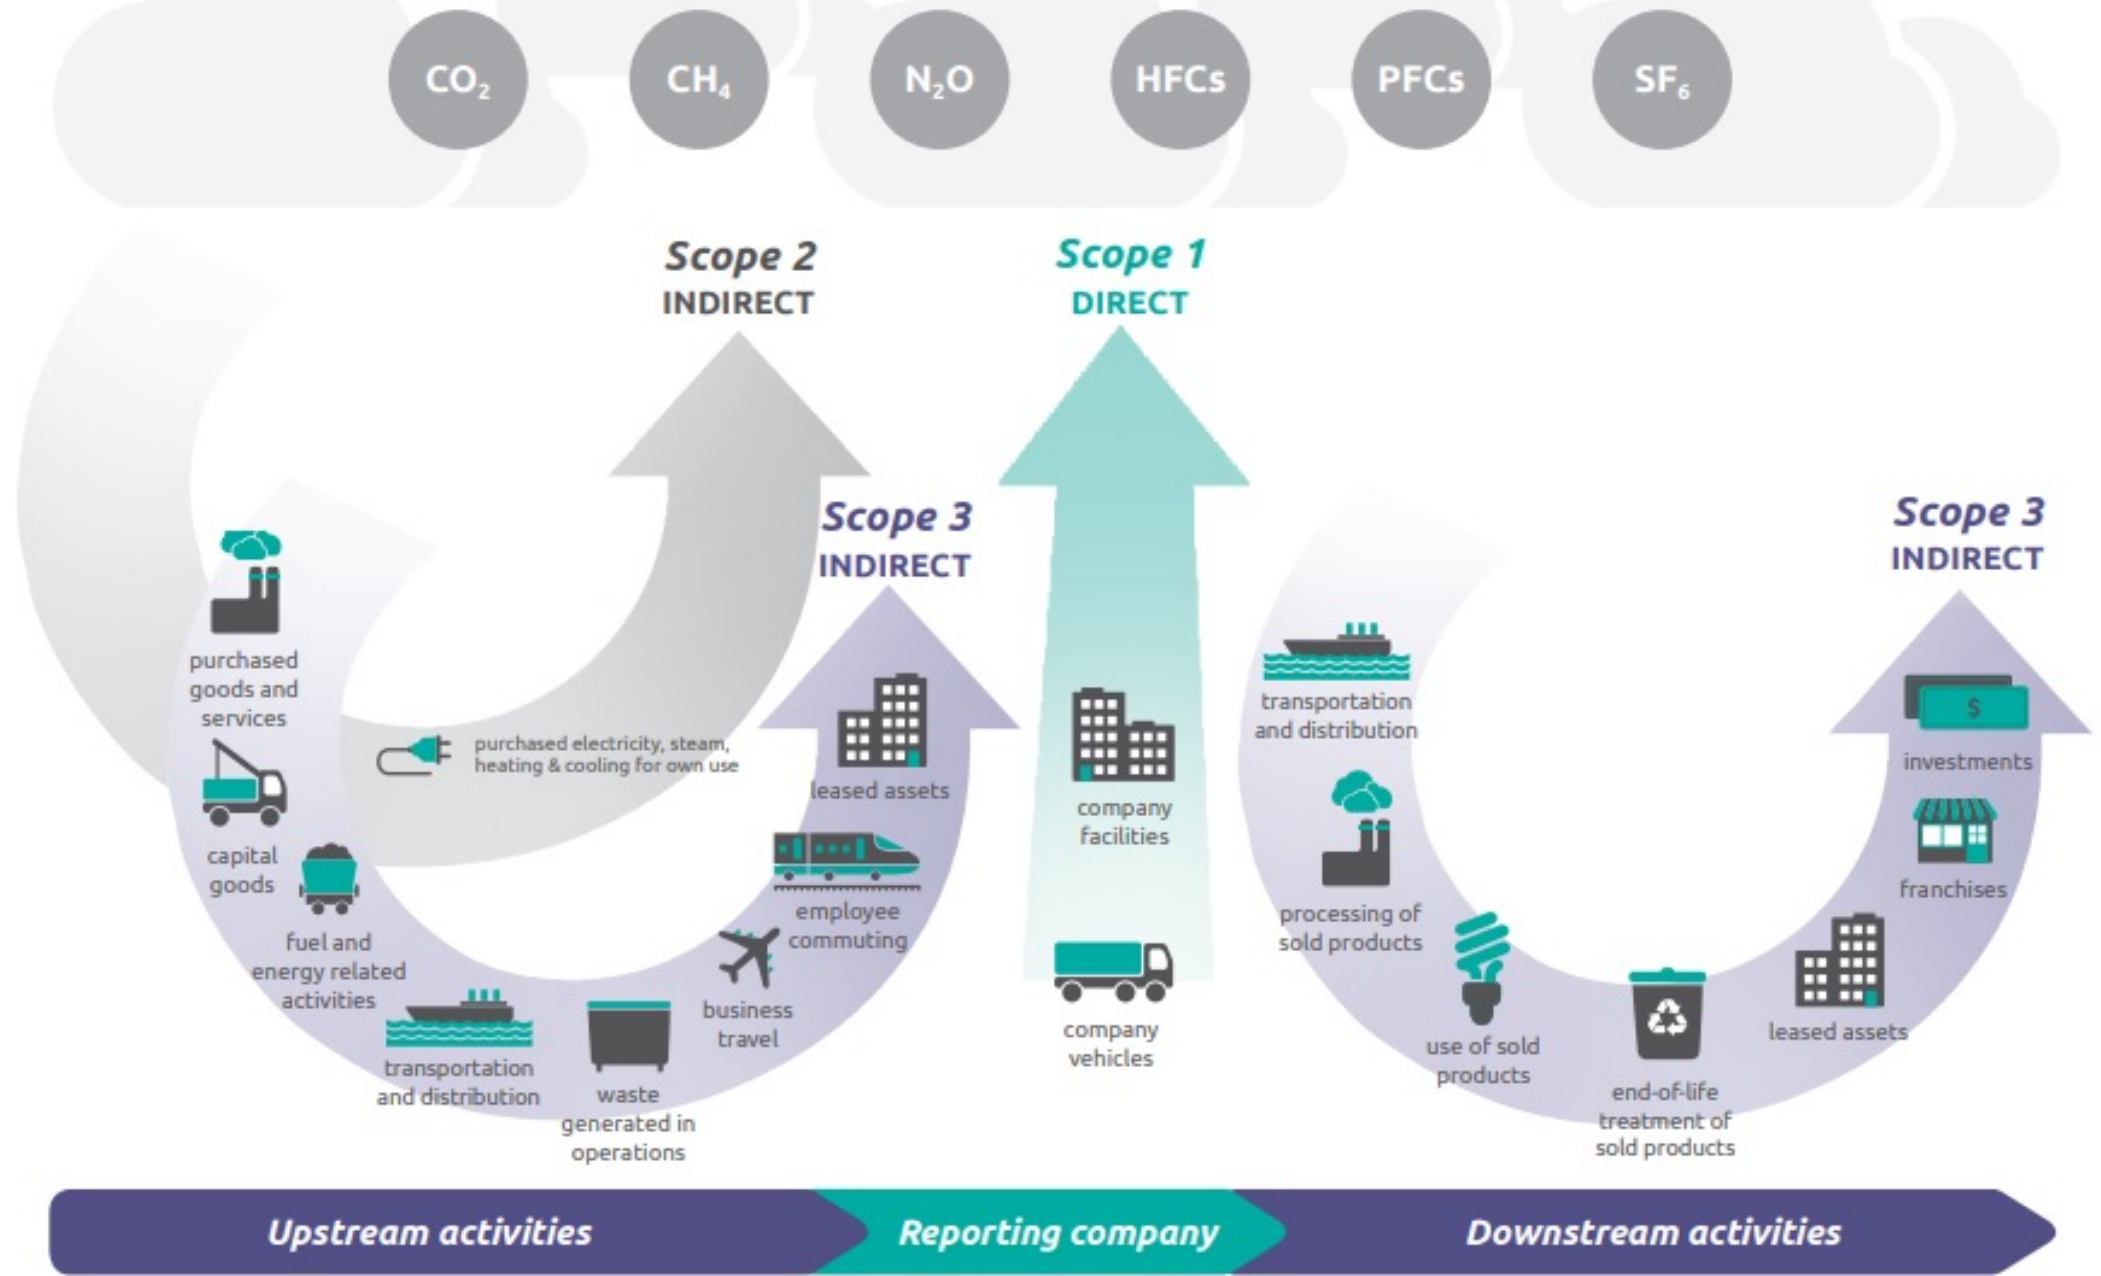 CO₂
CH₄
N₂O
HFCs
PFCs
SF₆
Scope 2
INDIRECT
Scope 1
DIRECT
Scope 3
INDIRECT
Scope 3
INDIRECT
purchased
goods and
services
capital
goods
fuel and
energy related
activities
transportation
and distribution
waste
generated in
operations
business
travel
employee
commuting
leased assets
purchased electricity, steam,
heating & cooling for own use
company
facilities
company
vehicles
transportation
and distribution
processing of
sold products
use of sold
products
end-of-life
treatment of
sold products
leased assets
franchises
$
investments
Upstream activities
Reporting company
Downstream activities